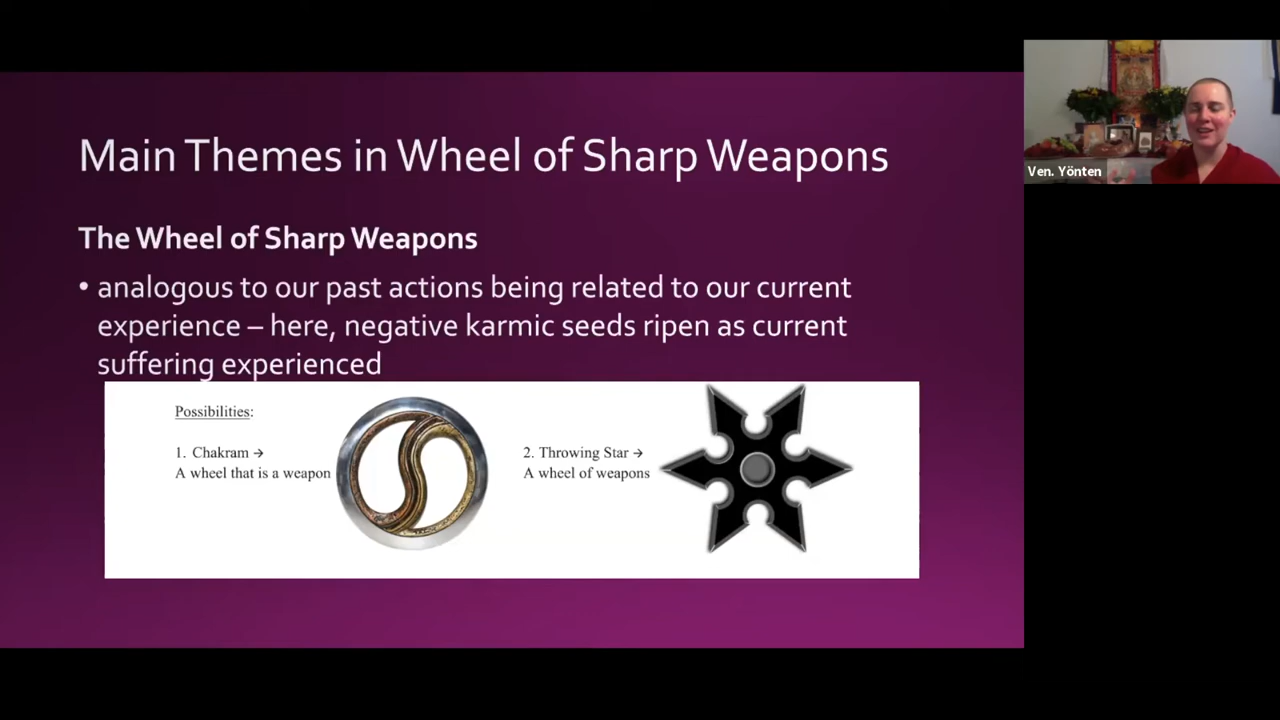 Main Themes in Wheel of Sharp Weapons
The Wheel of Sharp Weapons
• analogous to our past actions being related to our current
experience – here, negative karmic seeds ripen as current
suffering experienced
Possibilities:
1. Chakram →
A wheel that is a weapon
2. Throwing Star →
A wheel of weapons
Ven. Yönten